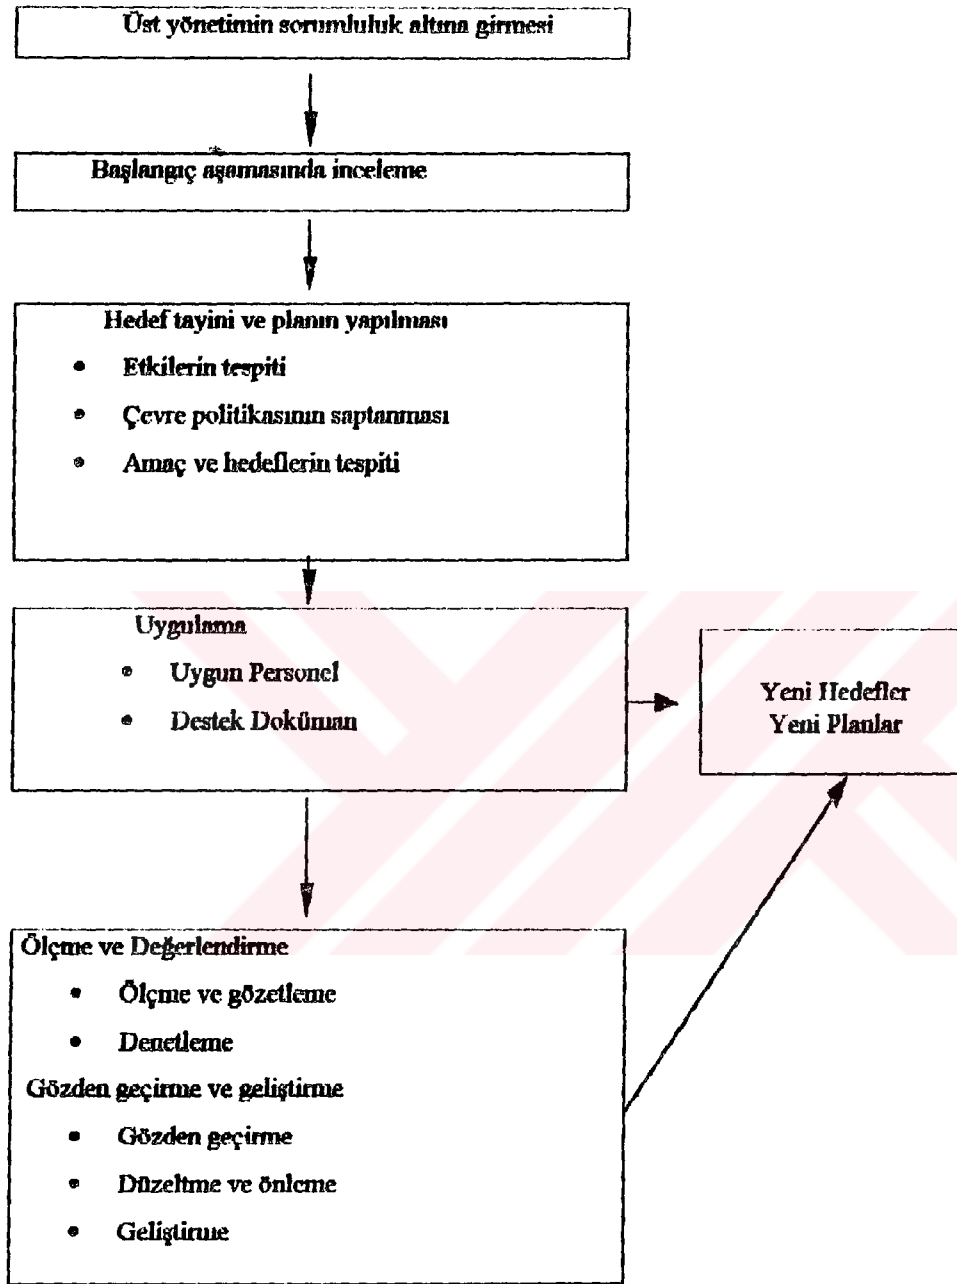 Üst yönetimin sorumluluk altına girmesi
Başlangıç aşamasında inceleme
Hedef tayini ve planın yapılması
• Etkilerin tespiti
• Çevre politikasının saptanması
• Amaç ve hedeflerin tespiti
Uygulama
• Uygun Personel
• Destek Doküman
Yeni Hedefler
Yeni Planlar
Ölçme ve Değerlendirme
• Ölçme ve gözetleme
• Denetleme
Gözden geçirme ve geliştirme
• Gözden geçirme
• Düzeltme ve önleme
• Geliştirme